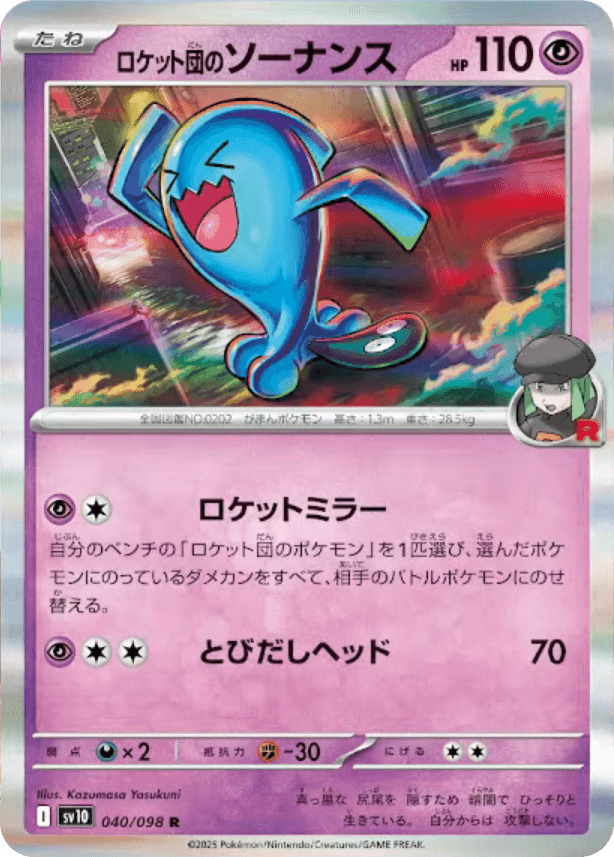 たね
ロケット団のソーナンス HP 110
全国図鑑NO.0202 がまんポケモン 高さ：1.3m 重さ：28.5kg
R
ロケットミラー
自分のベンチの「ロケット団のポケモン」を1匹選び、選んだポケ
モンにのっているダメカンをすべて、相手のバトルポケモンにのせ
替える。
とびだしヘッド 70
弱点 ×2 抵抗力 -30 にげる
Illus. Kazumasa Yasukuni
真っ黒な 尻尾を 隠すため 暗闇で ひっそりと
生きている。 自分からは 攻撃しない。
I sv10 040/098 R
©2025 Pokémon/Nintendo/Creatures/GAME FREAK.